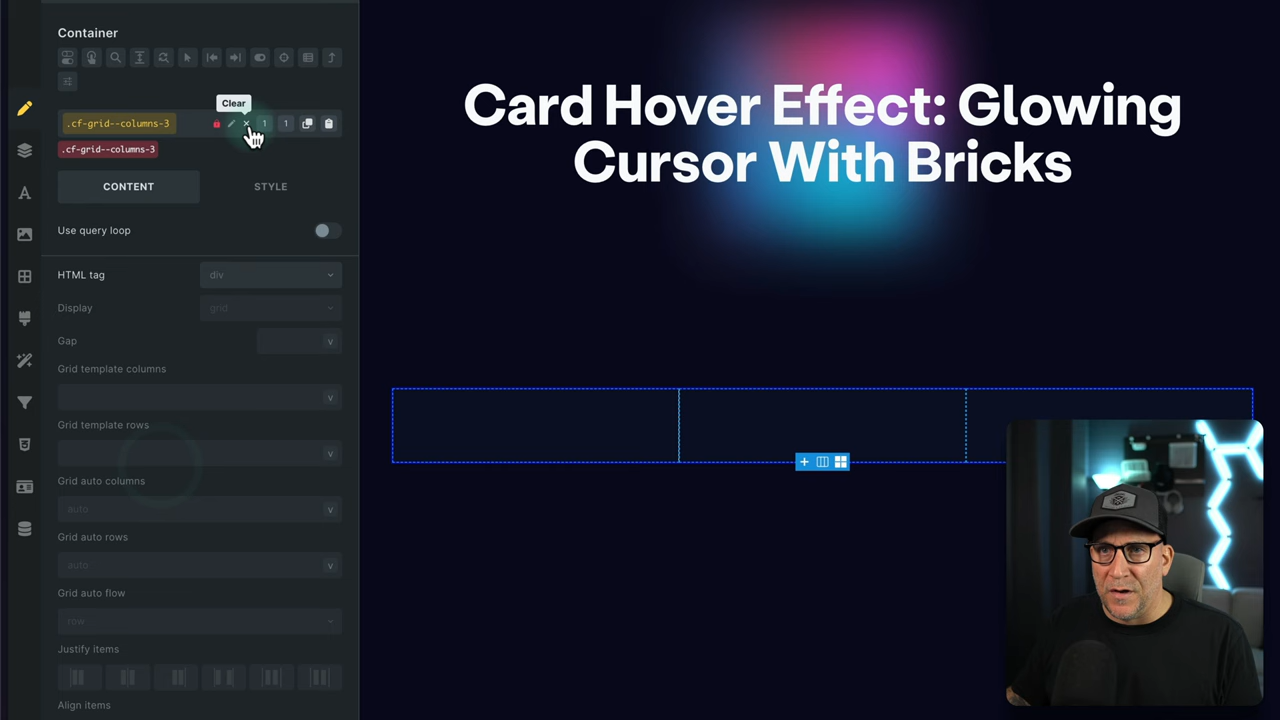 Container
Clear
.cf-grid--columns-3
1
1
.cf-grid--columns-3
CONTENT
STYLE
Use query loop
HTML tag
div
Display
grid
Gap
v
Grid template columns
v
Grid template rows
v
Grid auto columns
auto
v
Grid auto rows
auto
v
Grid auto flow
row
Justify items
Align items
Card Hover Effect: Glowing
Cursor With Bricks